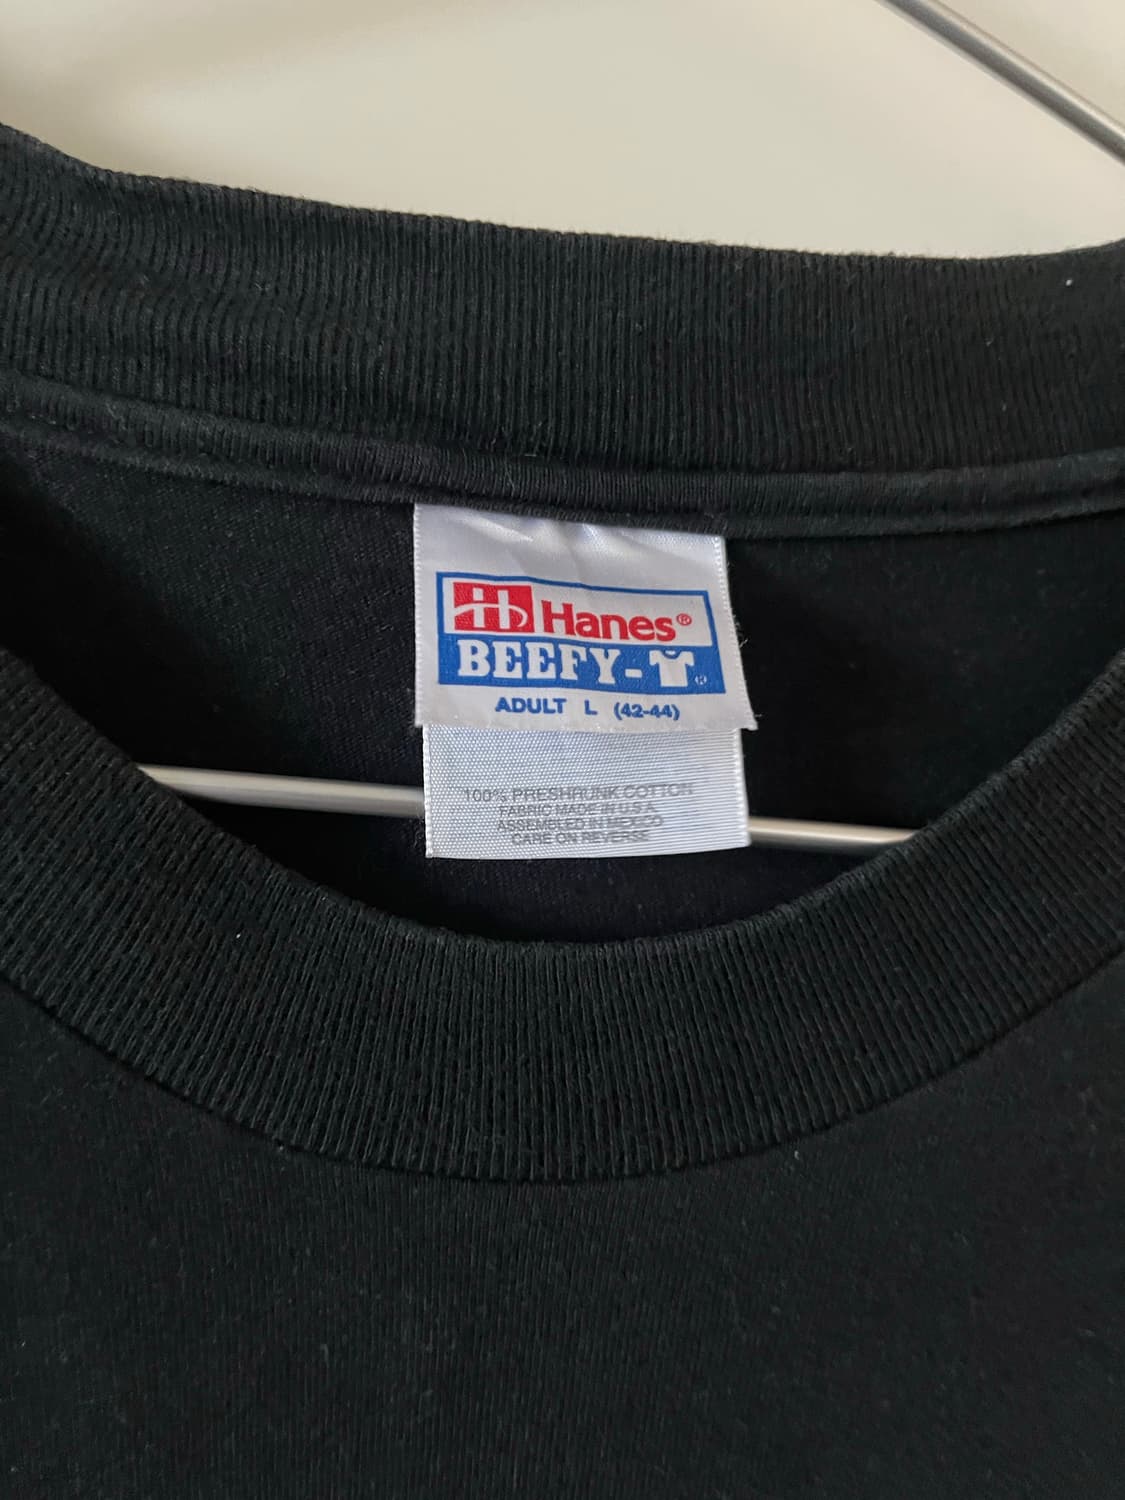 Hanes®
BEEFY-T®
ADULT L (42-44)
100% PRESHRUNK COTTON
FABRIC MADE IN U.S.A.
ASSEMBLED IN MEXICO
CARE ON REVERSE